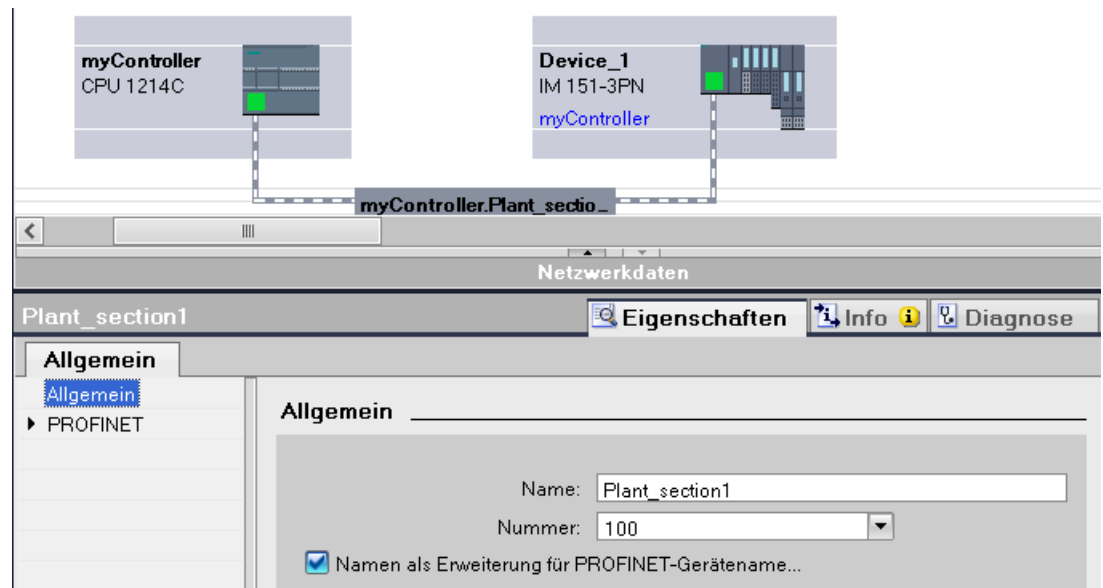 myController
CPU 1214C
Device_1
IM 151-3PN
myController
myController.Plant_sectio...
Netzwerkdaten
Plant_section1
Eigenschaften
Info
Diagnose
Allgemein
Allgemein
PROFINET
Allgemein
Name: Plant_section1
Nummer: 100
Namen als Erweiterung für PROFINET-Gerätename...